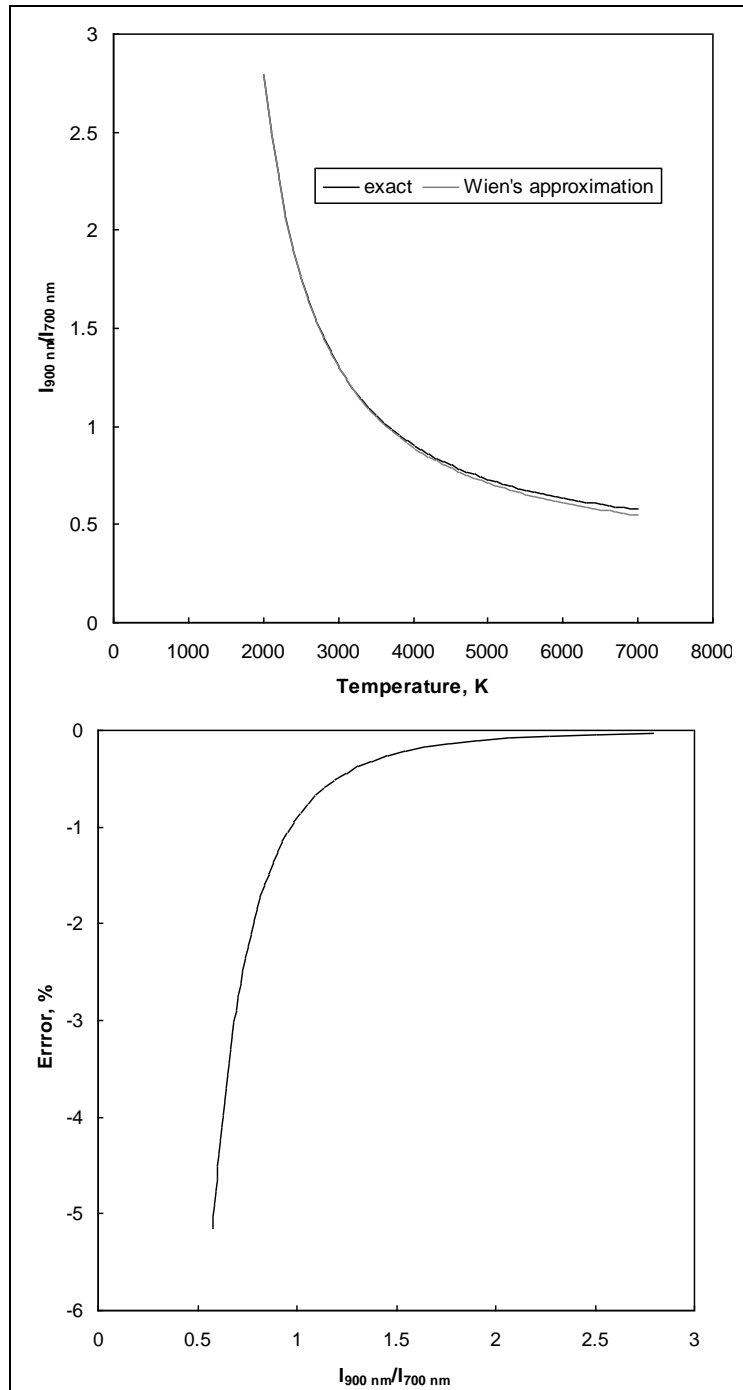 3
2.5
2
1.5
1
0.5
0
I900 nm/I700 nm
exact Wien's approximation
0 1000 2000 3000 4000 5000 6000 7000 8000
Temperature, K
0
-1
-2
-3
-4
-5
-6
Errror, %
0 0.5 1 1.5 2 2.5 3
I900 nm/I700 nm